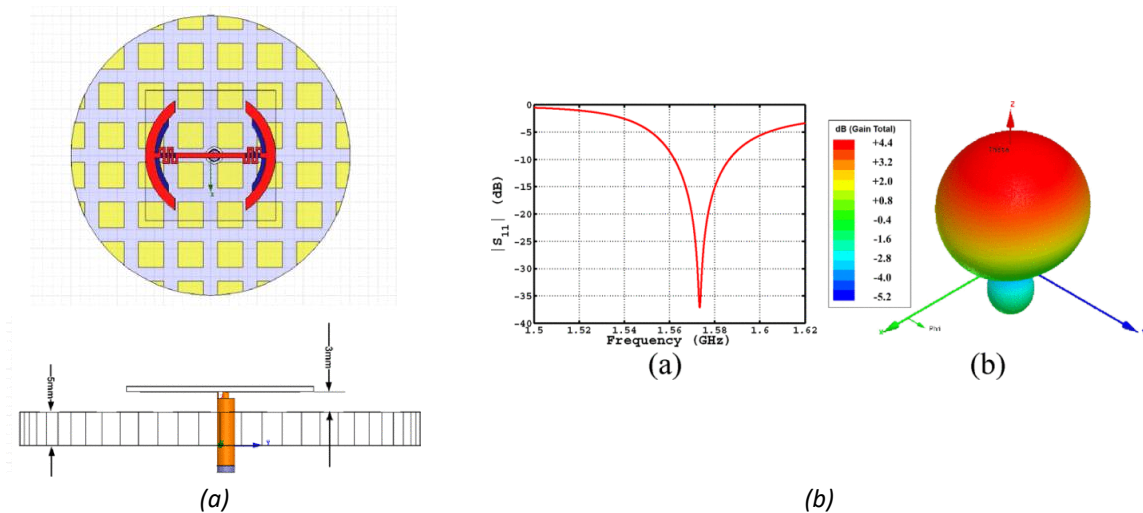 x
5mm
3mm
Y
(a)
0
-5
-10
-15
-20
-25
-30
-35
-40
|S11| (dB)
1.5
1.52
1.54
1.56
1.58
1.6
1.62
Frequency (GHz)
(a)
dB (Gain Total)
+4.4
+3.2
+2.0
+0.8
-0.4
-1.6
-2.8
-4.0
-5.2
Z
Theta
X
Phi
(b)
(b)